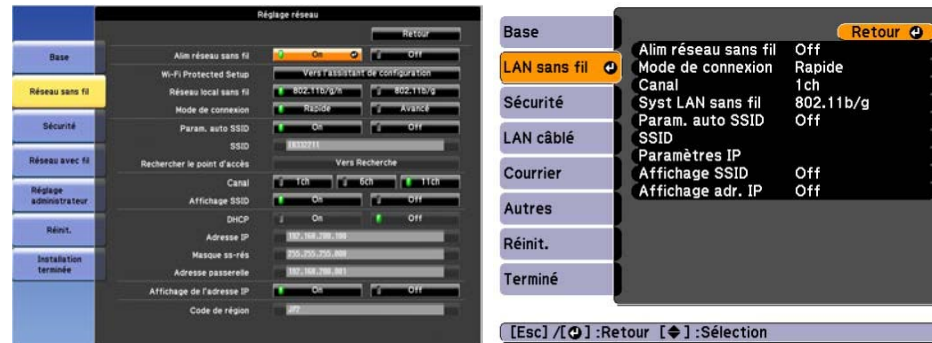 Réglage réseau
Retour
Base
Réseau sans fil
Sécurité
Réseau avec fil
Réglage administrateur
Réinit.
Installation terminée
Alim réseau sans fil On Off
Wi-Fi Protected Setup Vers l'assistant de configuration
Réseau local sans fil 802.11b/g/n 802.11b/g
Mode de connexion Rapide Avancé
Param. auto SSID On Off
SSID
Rechercher le point d'accès Vers Recherche
Canal 1ch 6ch 11ch
Affichage SSID On Off
DHCP On Off
Adresse IP
Masque ss-rés
Adresse passerelle
Affichage de l'adresse IP On Off
Code de région
Base
LAN sans fil
Sécurité
LAN câblé
Courrier
Autres
Réinit.
Terminé
Retour
Alim réseau sans fil Off
Mode de connexion Rapide
Canal 1ch
Syst LAN sans fil 802.11b/g
Param. auto SSID Off
SSID
Paramètres IP
Affichage SSID Off
Affichage adr. IP Off
[Esc] /[ ] :Retour [ ] :Sélection